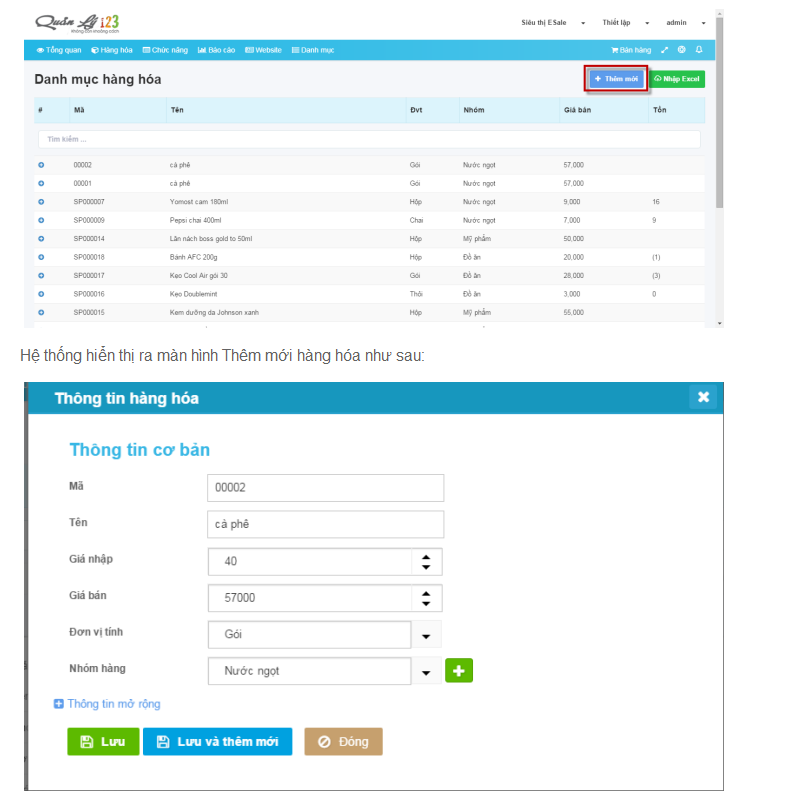 Quản Lý i23
không còn khoảng cách
Siêu thị ESale Thiết lập admin
Tổng quan Hàng hóa Chức năng Báo cáo Website Danh mục Bán hàng
Danh mục hàng hóa
Thêm mới Nhập Excel
# Mã Tên Đvt Nhóm Giá bán Tồn
Tìm kiếm ...
00002 cà phê Gói Nước ngọt 57,000
00001 cà phê Gói Nước ngọt 57,000
SP000007 Yomost cam 180ml Hộp Nước ngọt 9,000 16
SP000009 Pepsi chai 400ml Chai Nước ngọt 7,000 9
SP000014 Lăn nách boss gold to 50ml Hộp Mỹ phẩm 50,000
SP000018 Bánh AFC 200g Hộp Đồ ăn 20,000 (1)
SP000017 Kẹo Cool Air gói 30 Gói Đồ ăn 28,000 (3)
SP000016 Kẹo Doublemint Thỏi Đồ ăn 3,000 0
SP000015 Kem dưỡng da Johnson xanh Hộp Mỹ phẩm 55,000
Hệ thống hiển thị ra màn hình Thêm mới hàng hóa như sau:
Thông tin hàng hóa
Thông tin cơ bản
Mã 00002
Tên cà phê
Giá nhập 40
Giá bán 57000
Đơn vị tính Gói
Nhóm hàng Nước ngọt
Thông tin mở rộng
Lưu Lưu và thêm mới Đóng